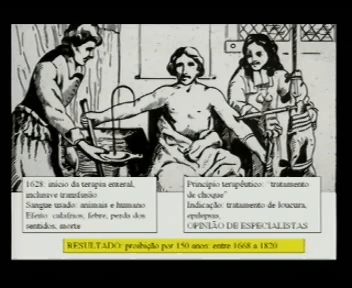 1628: início da terapia enteral,
inclusive transfusão
Sangue usado: animais e humano
Efeito: calafrios, febre, perda dos
sentidos, morte
Princípio terapêutico: "tratamento
de choque"
Indicação: tratamento de loucura,
epilepsia,
OPINIÃO DE ESPECIALISTAS
RESULTADO: proibição por 150 anos: entre 1668 a 1820